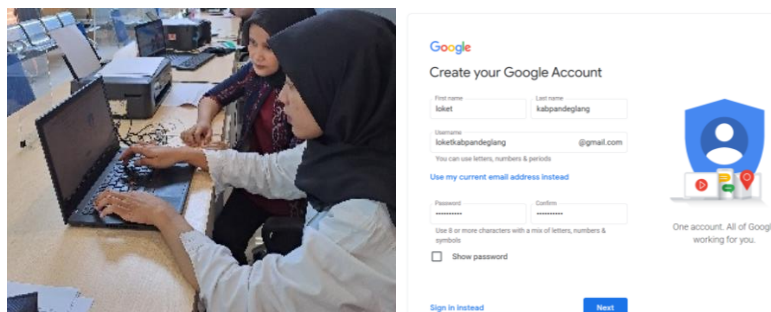 Google
Create your Google Account
First name
Last name
loket
kabpandeglang
Username
loketkabpandeglang @gmail.com
You can use letters, numbers & periods
Use my current email address instead
Password
Confirm
Use 8 or more characters with a mix of letters, numbers &
symbols
Show password
Sign in instead
Next
One account. All of Googl
working for you.